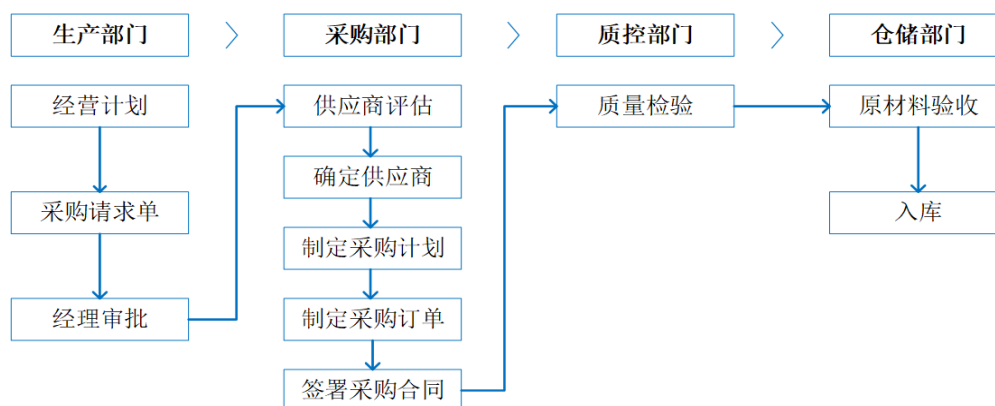 生产部门
采购部门
质控部门
仓储部门
经营计划
采购请求单
经理审批
供应商评估
确定供应商
制定采购计划
制定采购订单
签署采购合同
质量检验
原材料验收
入库